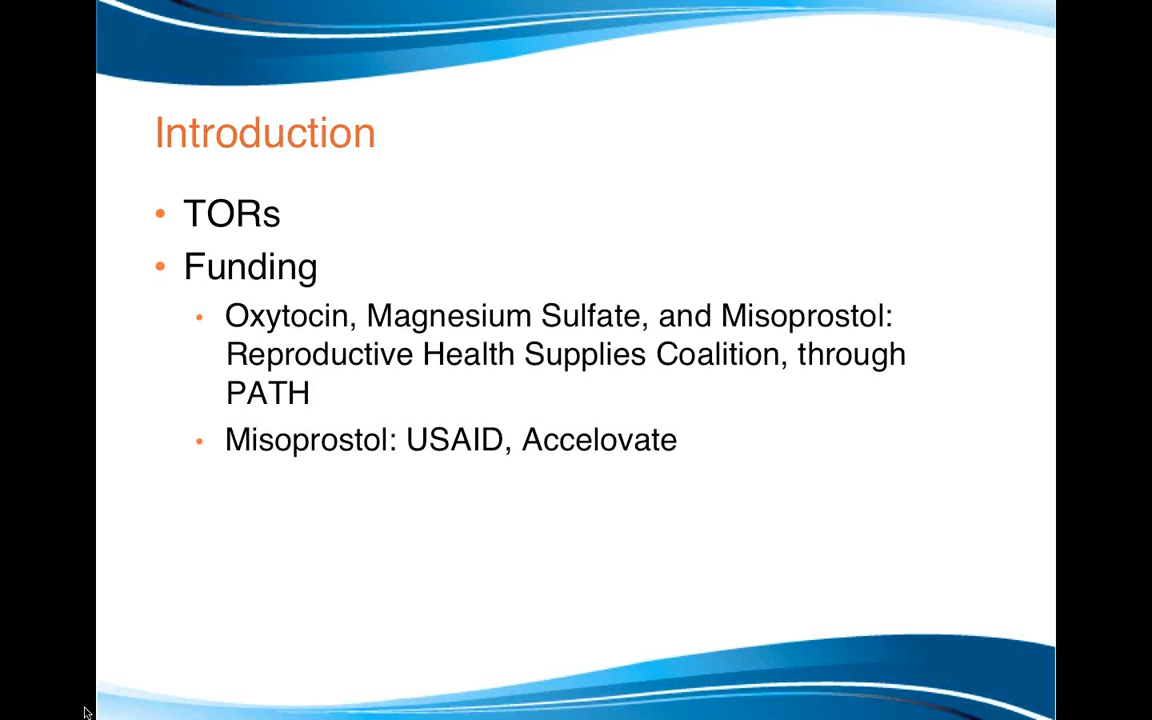 Introduction
• TORs
• Funding
• Oxytocin, Magnesium Sulfate, and Misoprostol:
Reproductive Health Supplies Coalition, through
PATH
• Misoprostol: USAID, Accelovate